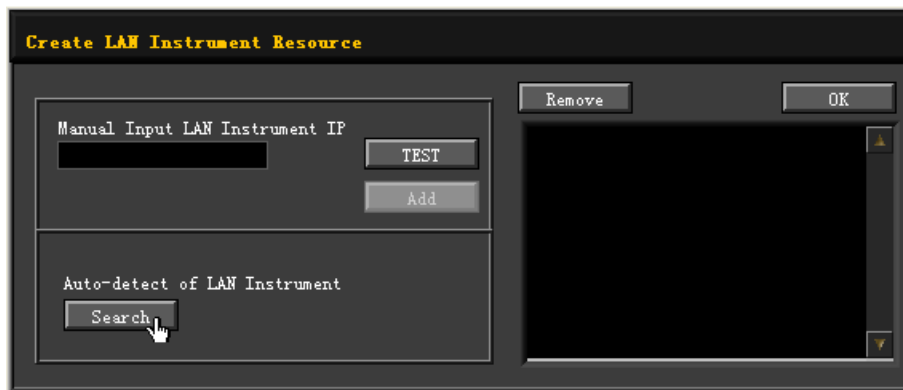 Create LAN Instrument Resource
Remove
OK
Manual Input LAN Instrument IP
TEST
Add
Auto-detect of LAN Instrument
Search